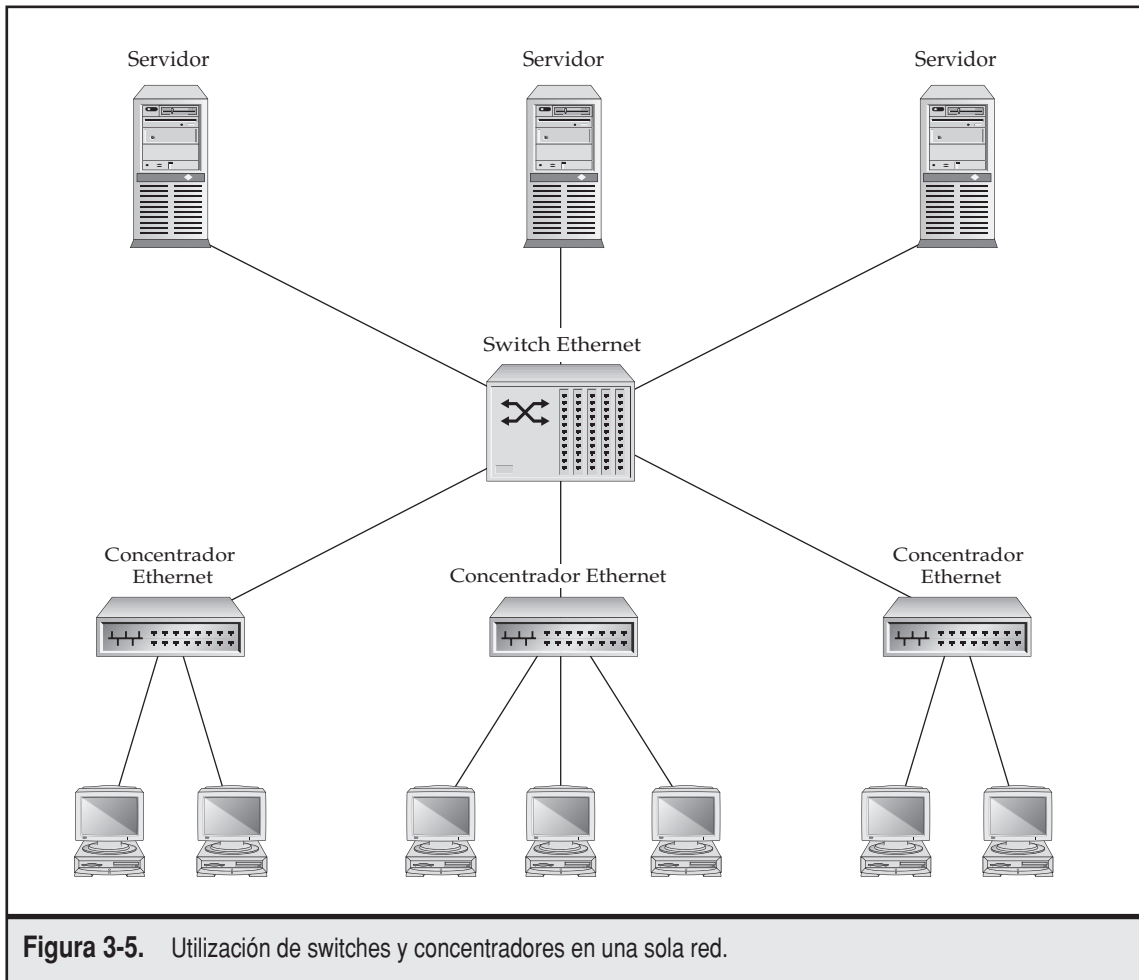 Servidor
Servidor
Servidor
Switch Ethernet
Concentrador
Ethernet
Concentrador Ethernet
Concentrador
Ethernet
Figura 3-5. Utilización de switches y concentradores en una sola red.